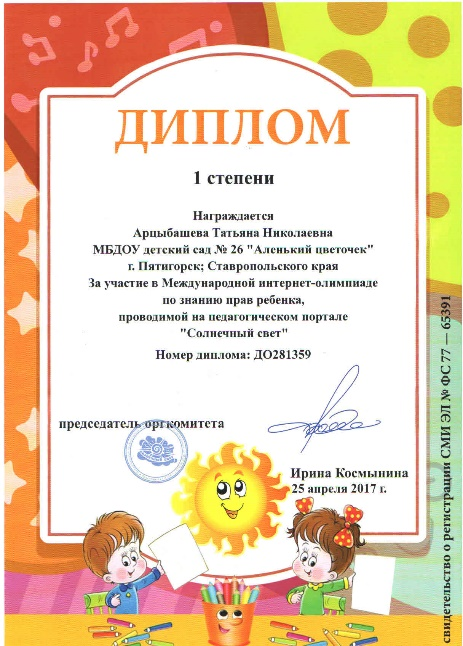 ДИПЛОМ
1 степени
Награждается
Арцыбашева Татьяна Николаевна
МБДОУ детский сад № 26 "Аленький цветочек"
г. Пятигорск; Ставропольского края
За участие в Международной интернет-олимпиаде
по знанию прав ребенка,
проводимой на педагогическом портале
"Солнечный свет"
Номер диплома: ДО281359
председатель оргкомитета
Ирина Космынина
25 апреля 2017 г.
свидетельство о регистрации СМИ ЭЛ № ФС 77 — 65391